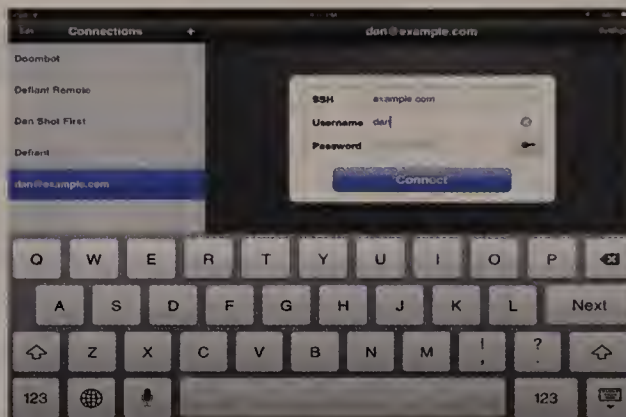 Connections +
dan@example.com
Doombot
Defiant Remote
Dan Shot First
Defiant
dan@example.com
SSH example.com
Username dan
Password
Connect
Q W E R T Y U I O P
A S D F G H J K L Next
Z X C V B N M ! , ? .
123 123